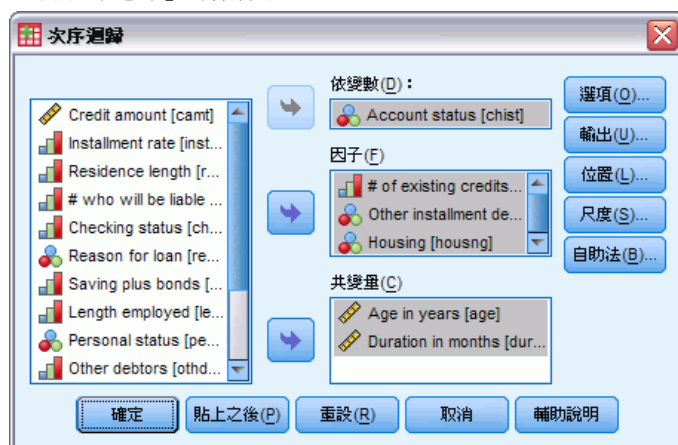 次序迴歸
Credit amount [camt]
Installment rate [inst...
Residence length [r...
# who will be liable ...
Checking status [ch...
Reason for loan [re...
Saving plus bonds [...
Length employed [le...
Personal status [pe...
Other debtors [othd...
依變數(D):
Account status [chist]
因子(F)
# of existing credits...
Other installment de...
Housing [housng]
共變量(C)
Age in years [age]
Duration in months [dur...
選項(O)...
輸出(U)...
位置(L)...
尺度(S)...
自助法(B)...
確定
貼上之後(P)
重設(R)
取消
輔助說明